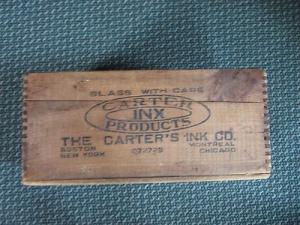 GLASS WITH CARE
CARTER
INX
PRODUCTS
THE CARTER'S INK CO.
BOSTON MONTREAL
NEW YORK CHICAGO